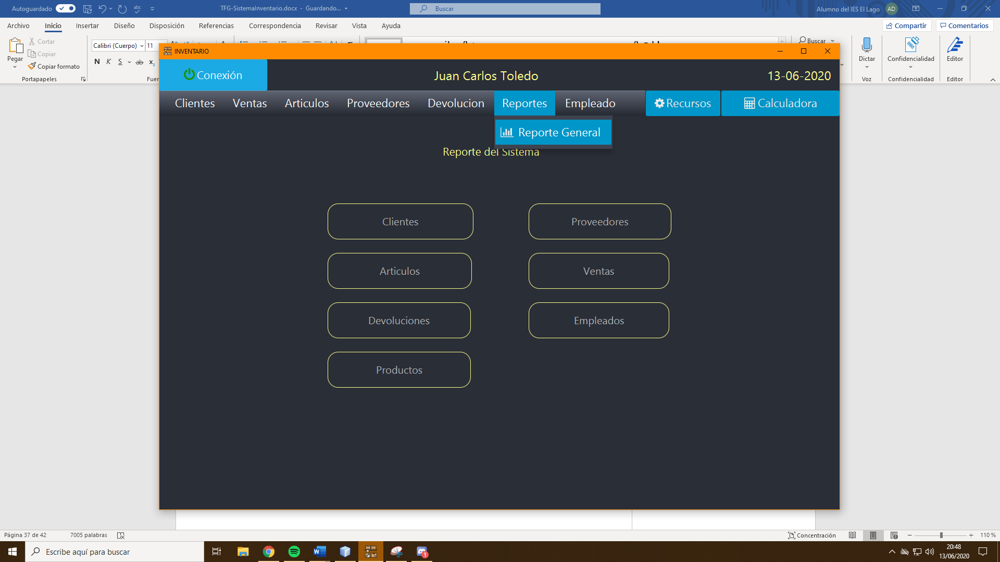 Autoguardado
TFG-SistemaInventario.docx - Guardando...
Buscar
Alumno del IES El Lago AD
Archivo Inicio Insertar Diseño Disposición Referencias Correspondencia Revisar Vista Ayuda
Compartir Comentarios
Pegar
Cortar
Copiar
Copiar formato
Portapapeles
Calibri (Cuerpo) 11
N K S ab x
Fuer
Buscar
Dictar
Voz
Confidencialidad
Confidencialidad
Editor
Editor
INVENTARIO
Conexión
Juan Carlos Toledo
13-06-2020
Clientes Ventas Articulos Proveedores Devolucion Reportes Empleado Recursos Calculadora
Reporte General
Reporte del Sistema
Clientes Proveedores
Articulos Ventas
Devoluciones Empleados
Productos
Página 37 de 42 7005 palabras
Concentración
110 %
Escribe aquí para buscar
1
20:48
13/06/2020